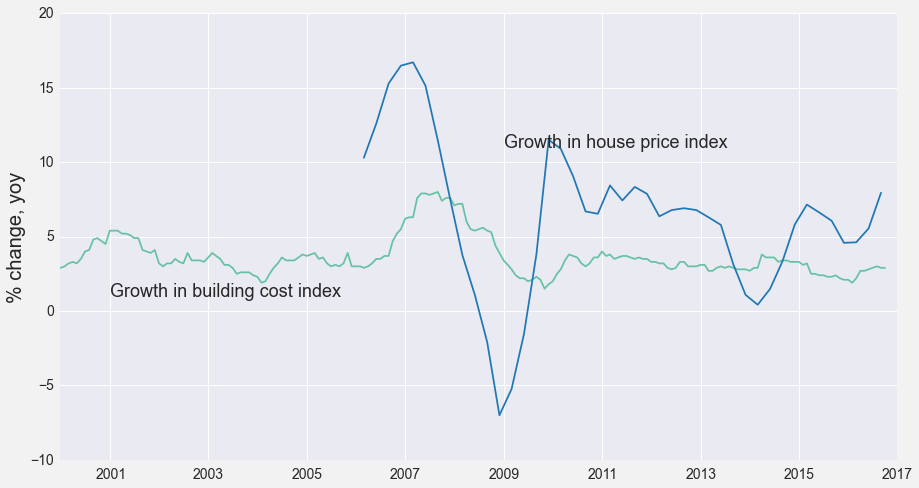 20
15
10
5
0
−5
−10
% change, yoy
Growth in house price index
Growth in building cost index
2001 2003 2005 2007 2009 2011 2013 2015 2017